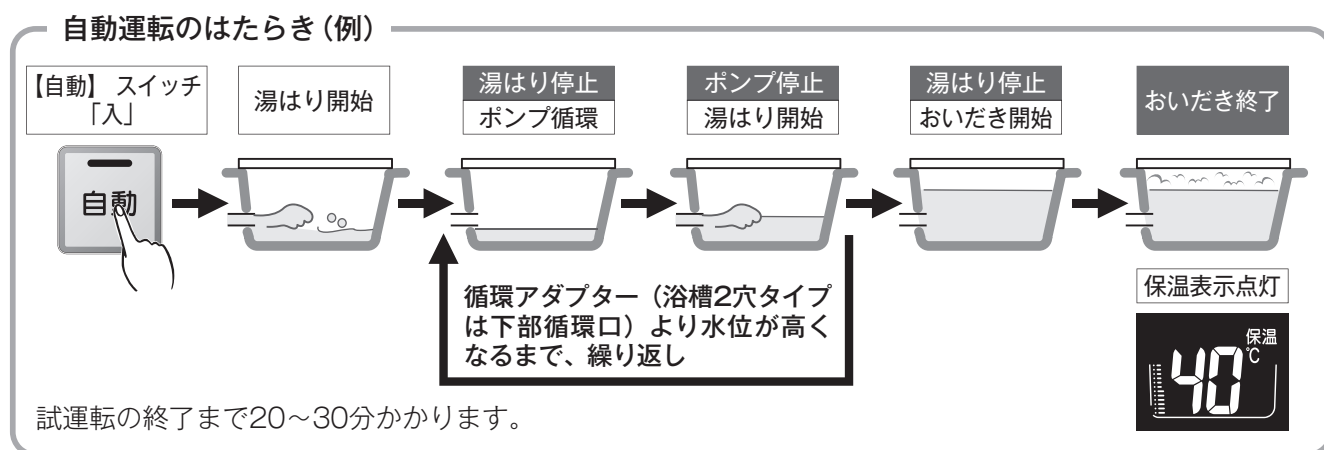 自動運転のはたらき（例）
【自動】 スイッチ
「入」
湯はり開始
湯はり停止
ポンプ循環
ポンプ停止
湯はり開始
湯はり停止
おいだき開始
おいだき終了
自動
循環アダプター（浴槽2穴タイプ
は下部循環口）より水位が高く
なるまで、繰り返し
保温表示点灯
保温
40℃
試運転の終了まで20～30分かかります。